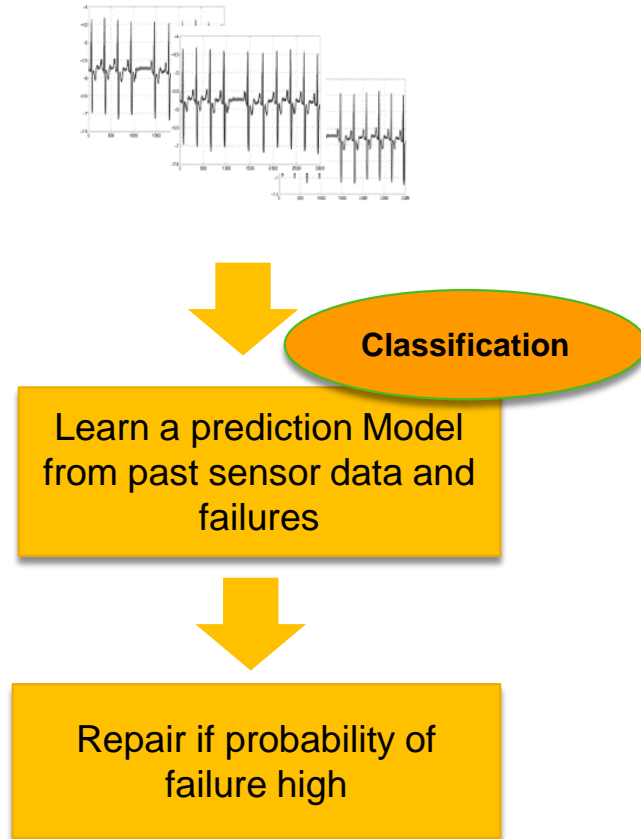 Classification
Learn a prediction Model
from past sensor data and
failures
Repair if probability of
failure high